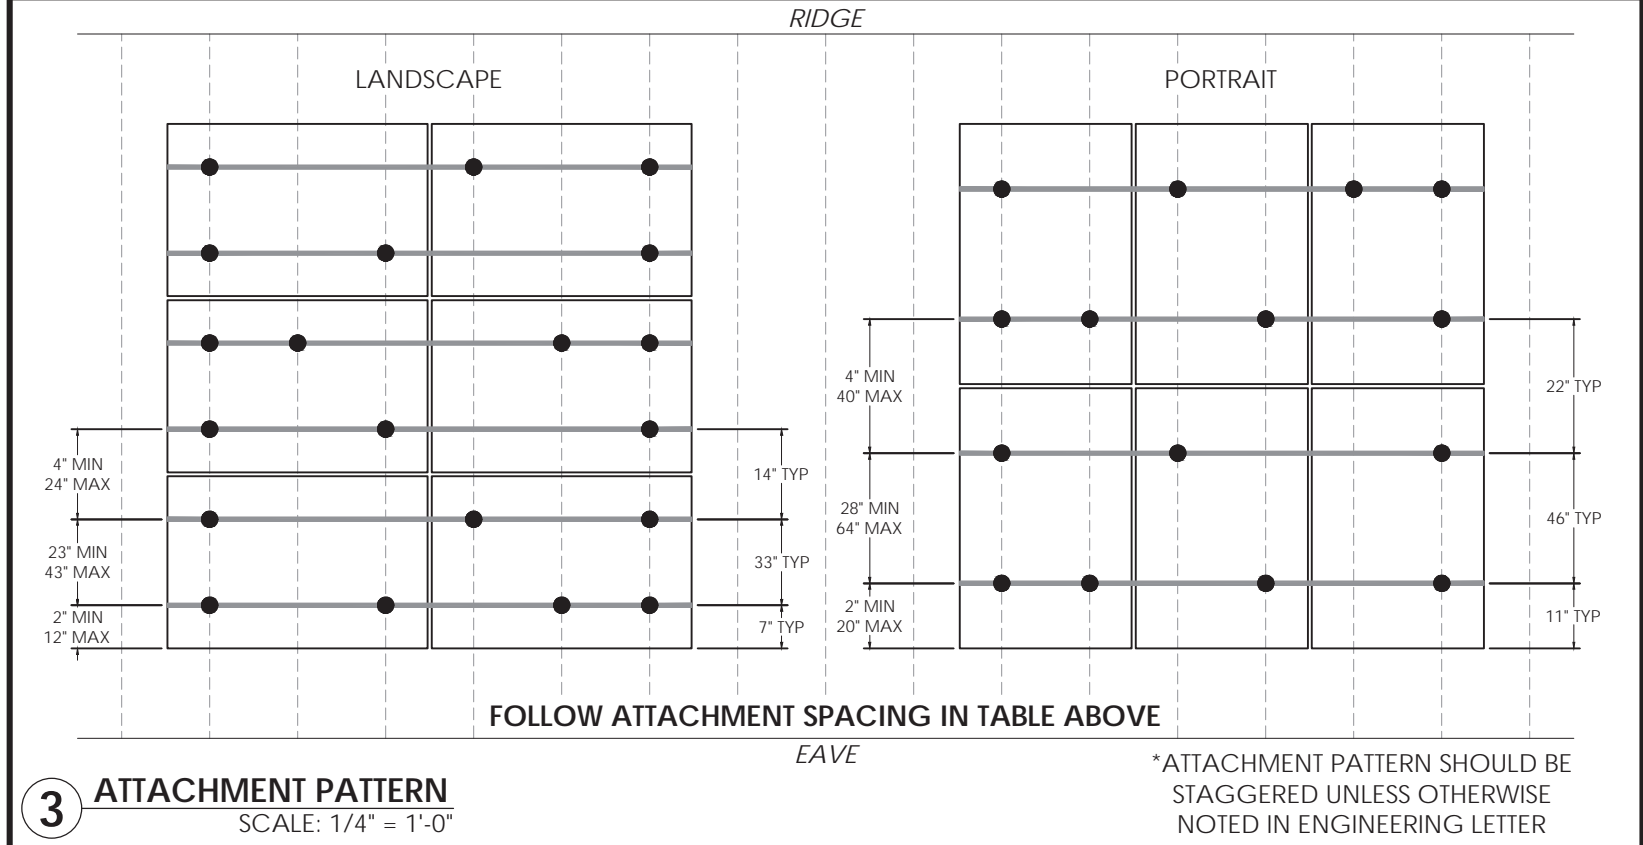 RIDGE
LANDSCAPE
PORTRAIT
4" MIN
24" MAX
23" MIN
43" MAX
2" MIN
12" MAX
14" TYP
33" TYP
7" TYP
4" MIN
40" MAX
28" MIN
64" MAX
2" MIN
20" MAX
22" TYP
46" TYP
11" TYP
FOLLOW ATTACHMENT SPACING IN TABLE ABOVE
EAVE
3 ATTACHMENT PATTERN
SCALE: 1/4" = 1'-0"
*ATTACHMENT PATTERN SHOULD BE
STAGGERED UNLESS OTHERWISE
NOTED IN ENGINEERING LETTER